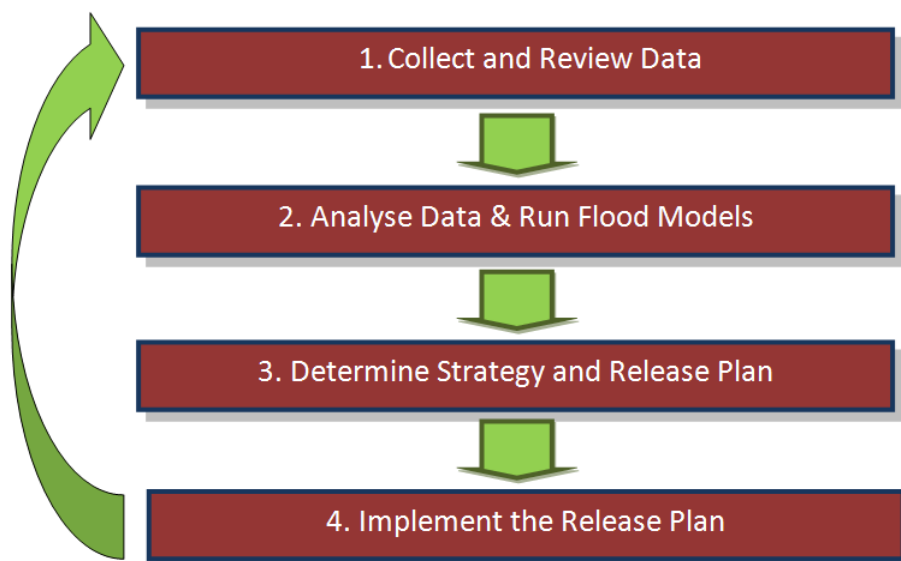 1. Collect and Review Data
2. Analyse Data & Run Flood Models
3. Determine Strategy and Release Plan
4. Implement the Release Plan